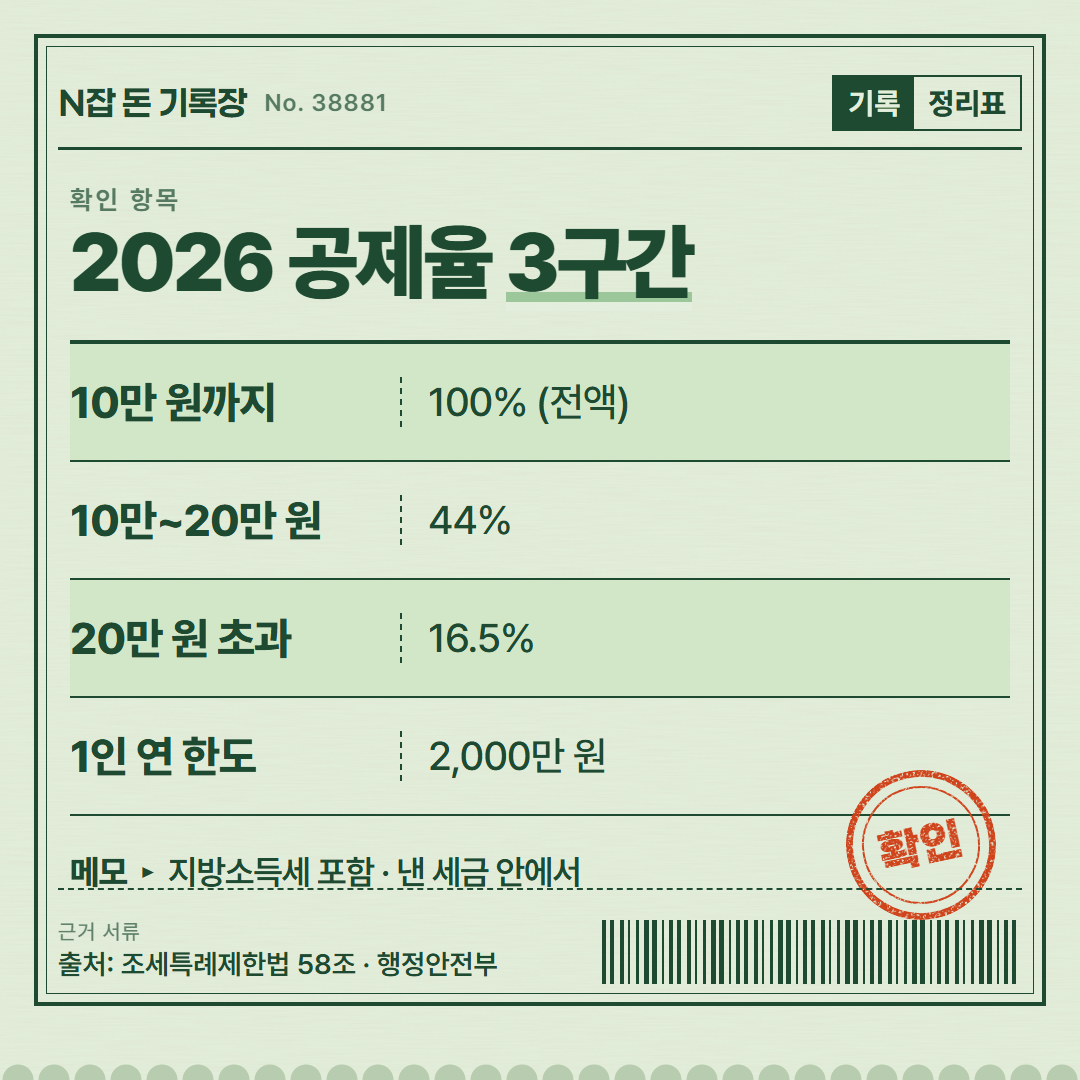 N잡 돈 기록장 No. 38881
기록 정리표
확인 항목
2026 공제율 3구간
10만 원까지 100% (전액)
10만~20만 원 44%
20만 원 초과 16.5%
1인 연 한도 2,000만 원
확인
메모 ▸ 지방소득세 포함 · 낸 세금 안에서
근거 서류
출처: 조세특례제한법 58조 · 행정안전부